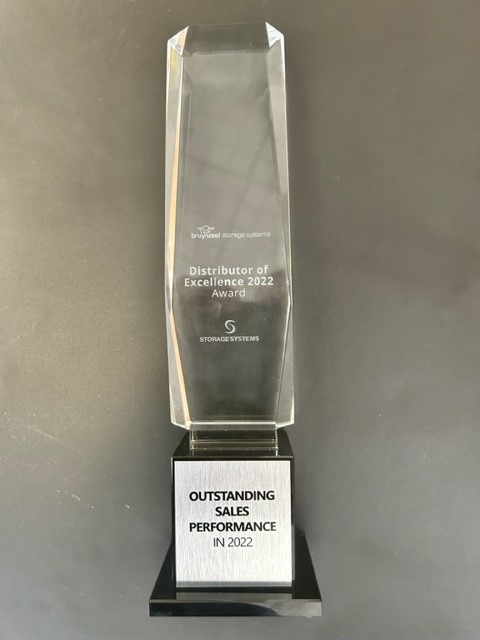 bruynzeel storage systems
Distributor of
Excellence 2022
Award
STORAGE SYSTEMS
OUTSTANDING
SALES
PERFORMANCE
IN 2022